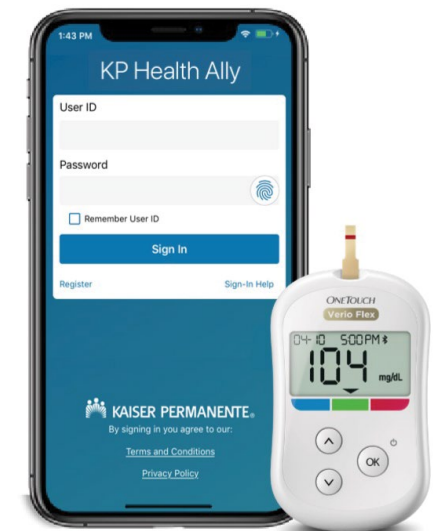 1:43 PM
KP Health Ally
User ID
Password
Remember User ID
Sign In
Register
Sign-In Help
KAISER PERMANENTE®
By signing in you agree to our:
Terms and Conditions
Privacy Policy
ONETOUCH
Verio Flex
04-10 5:00PM
104 mg/dL
OK